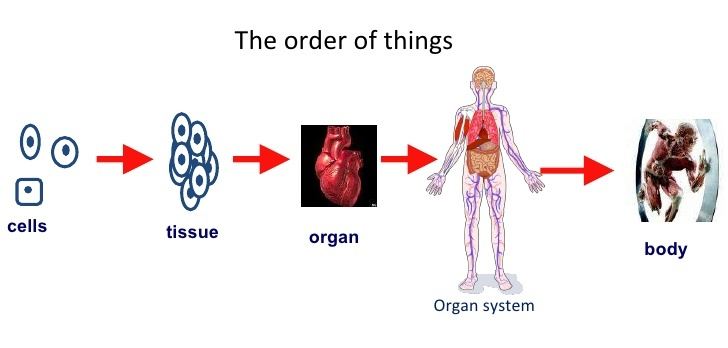 The order of things
cells
tissue
organ
Organ system
body